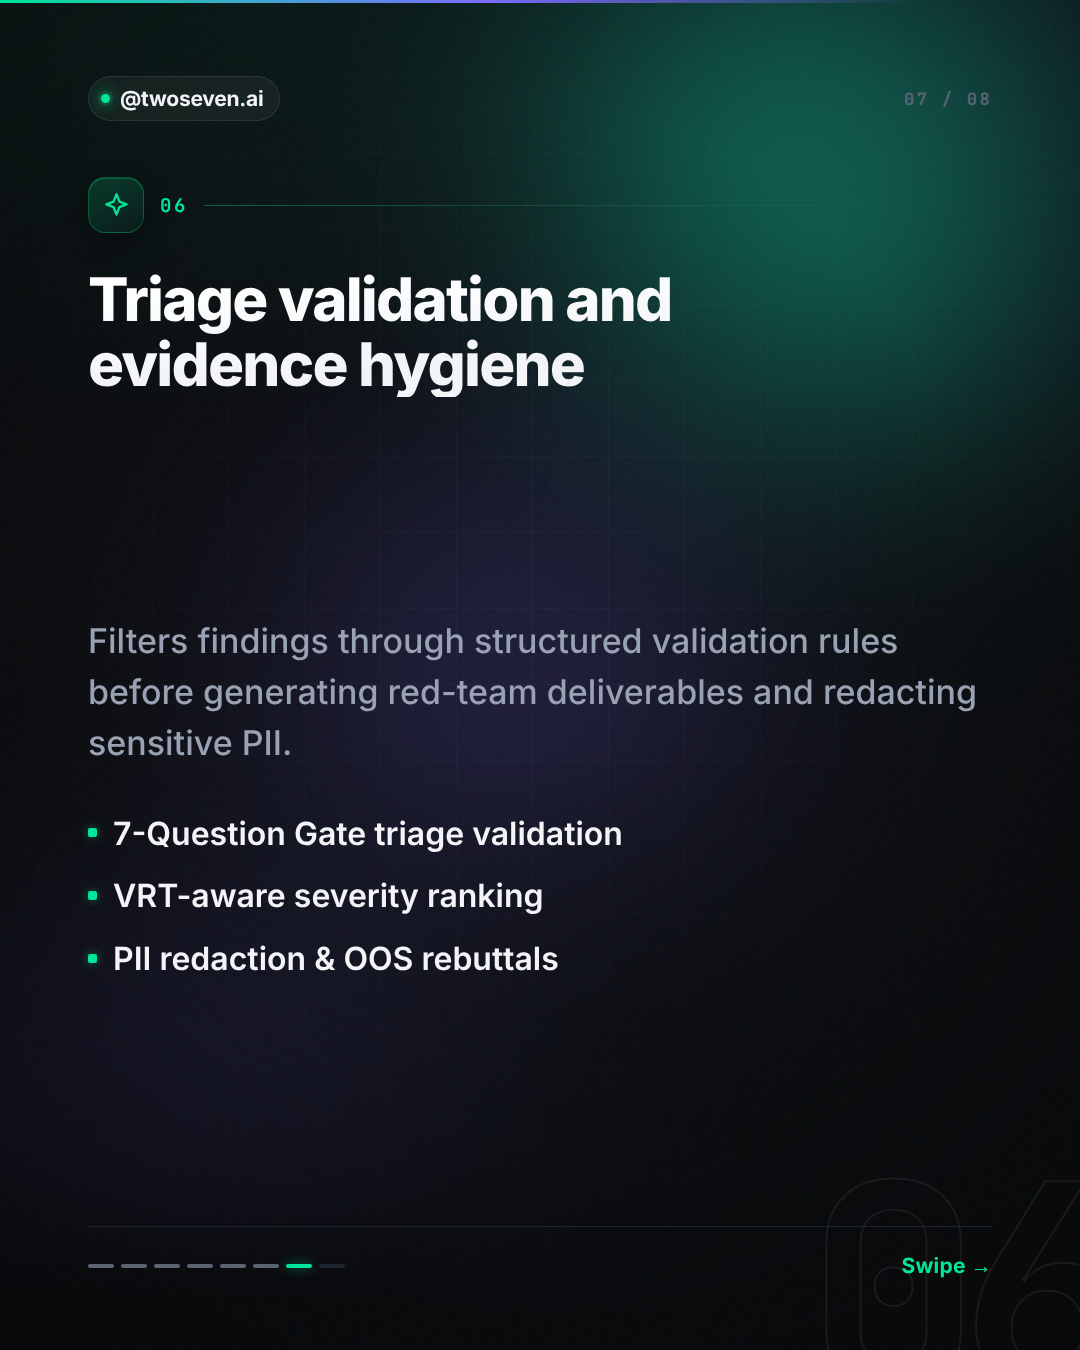 @twoseven.ai
07 / 08
06
Triage validation and
evidence hygiene
Filters findings through structured validation rules
before generating red-team deliverables and redacting
sensitive PII.
7-Question Gate triage validation
VRT-aware severity ranking
PII redaction & OOS rebuttals
Swipe →
06